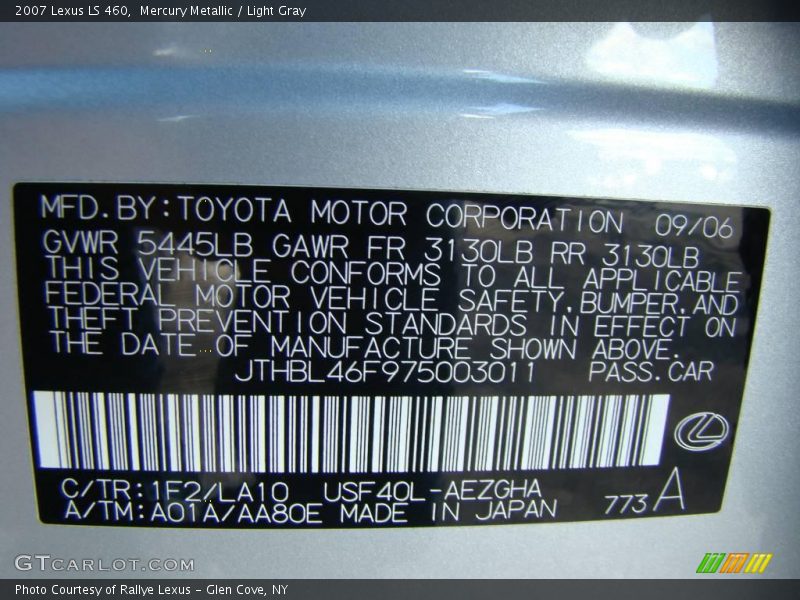 2007 Lexus LS 460,  Mercury Metallic / Light Gray
MFD.BY:TOYOTA MOTOR CORPORATION 09/06
GVWR 5445LB GAWR FR 3130LB RR 3130LB
THIS VEHICLE CONFORMS TO ALL APPLICABLE
FEDERAL MOTOR VEHICLE SAFETY,BUMPER,AND
THEFT PREVENTION STANDARDS IN EFFECT ON
THE DATE OF MANUFACTURE SHOWN ABOVE.
JTHBL46F975003011 PASS.CAR
C/TR:1F2/LA10 USF40L-AEZGHA
A/TM:A01A/AA80E MADE IN JAPAN 773A
GTCARLOT.COM
Photo Courtesy of Rallye Lexus - Glen Cove, NY